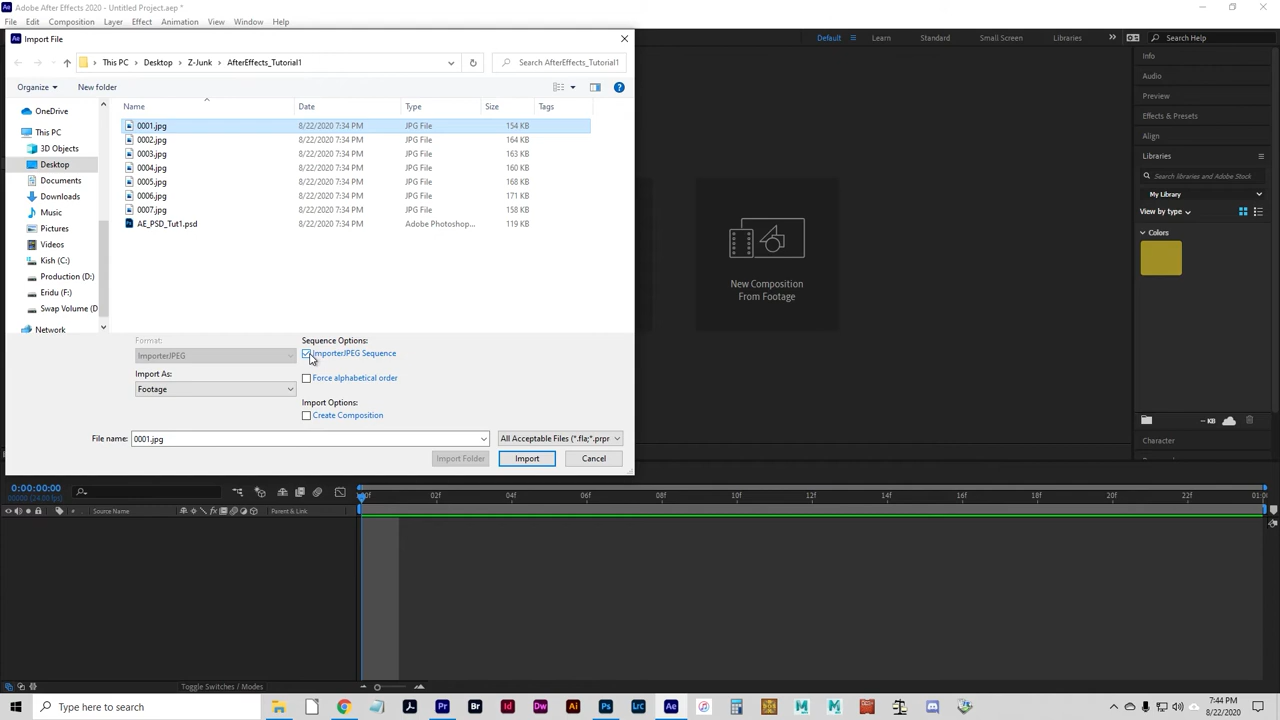 Adobe After Effects 2020 - Untitled Project.aep *
File Edit Composition Layer Effect Animation View Window Help
Import File
This PC Desktop Z-Junk AfterEffects_Tutorial1 Search AfterEffects_Tutorial1
Default Learn Standard Small Screen Libraries Search Help
Organize New folder
Name Date Type Size Tags
OneDrive
This PC
3D Objects
Desktop
Documents
Downloads
Music
Pictures
Videos
Kish (C:)
Production (D:)
Eridu (F:)
Swap Volume (D
Network
0001.jpg 8/22/2020 7:34 PM JPG File 154 KB
0002.jpg 8/22/2020 7:34 PM JPG File 164 KB
0003.jpg 8/22/2020 7:34 PM JPG File 163 KB
0004.jpg 8/22/2020 7:34 PM JPG File 160 KB
0005.jpg 8/22/2020 7:34 PM JPG File 168 KB
0006.jpg 8/22/2020 7:34 PM JPG File 171 KB
0007.jpg 8/22/2020 7:34 PM JPG File 158 KB
AE_PSD_Tut1.psd 8/22/2020 7:34 PM Adobe Photoshop... 119 KB
Format:
ImporterJPEG
Import As:
Footage
Sequence Options:
ImporterJPEG Sequence
Force alphabetical order
Import Options:
Create Composition
File name: 0001.jpg All Acceptable Files (*.fla;*.prpr
Import Folder Import Cancel
New Composition
From Footage
Info
Audio
Preview
Effects & Presets
Align
Libraries
Search libraries and Adobe Stock
My Library
View by type
Colors
-- KB
Character
0:00:00:00
00000 (24.00 fps)
Source Name Parent & Link
:00f 02f 04f 06f 08f 10f 12f 14f 16f 18f 20f 22f 01:0
Toggle Switches / Modes
Type here to search
7:44 PM
8/22/2020